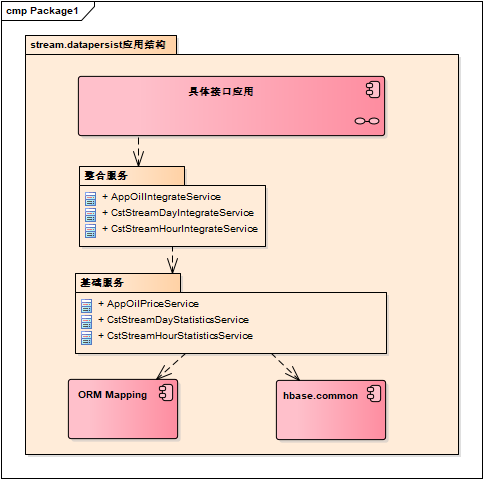 cmp Package1
stream.datapersist应用结构
具体接口应用
整合服务
+ AppOilIntegrateService
+ CstStreamDayIntegrateService
+ CstStreamHourIntegrateService
基础服务
+ AppOilPriceService
+ CstStreamDayStatisticsService
+ CstStreamHourStatisticsService
ORM Mapping
hbase.common